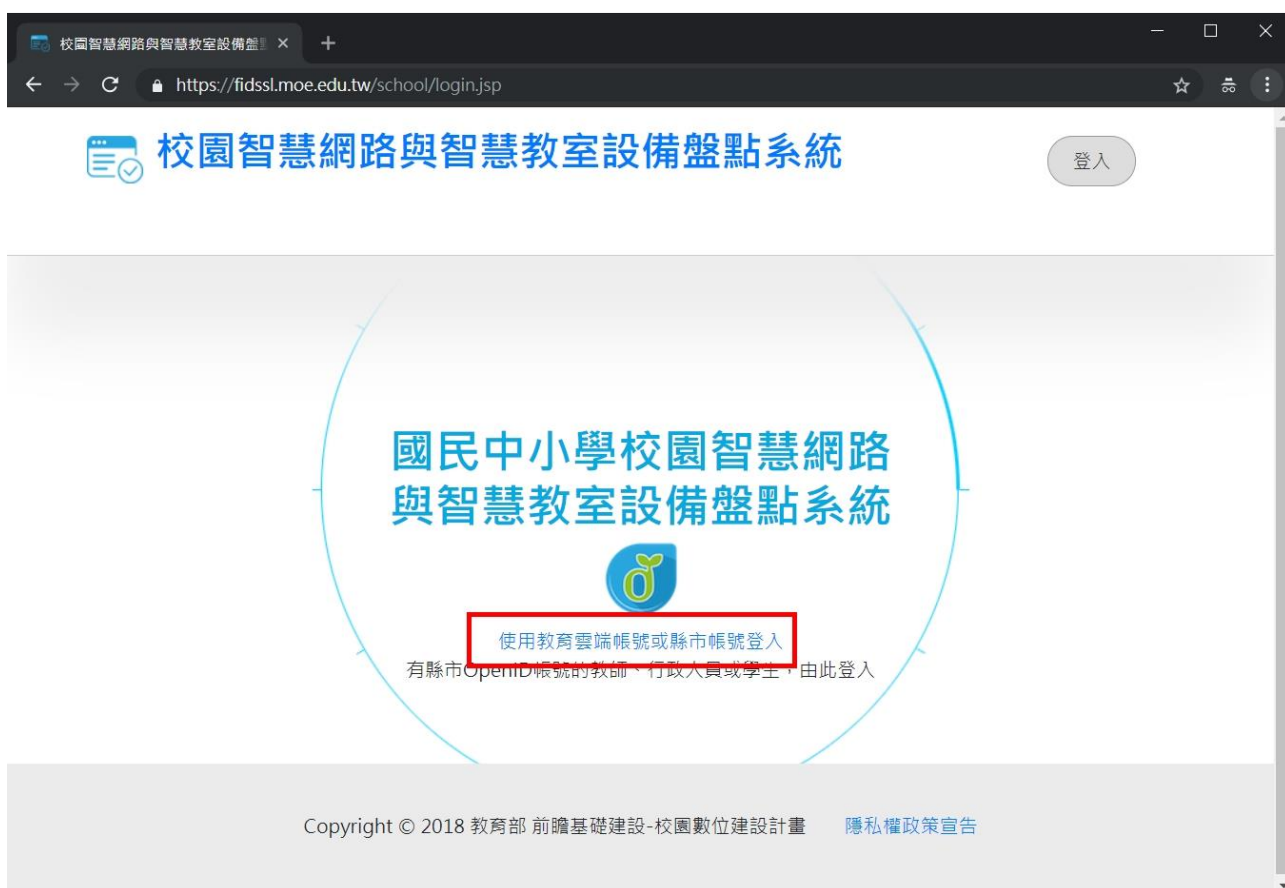 校園智慧網路與智慧教室設備盤
https://fidssl.moe.edu.tw/school/login.jsp
校園智慧網路與智慧教室設備盤點系統
登入
國民中小學校園智慧網路
與智慧教室設備盤點系統
使用教育雲端帳號或縣市帳號登入
有縣市OpenID帳號的教師、行政人員或學生，由此登入
Copyright © 2018 教育部 前瞻基礎建設-校園數位建設計畫 隱私權政策宣告